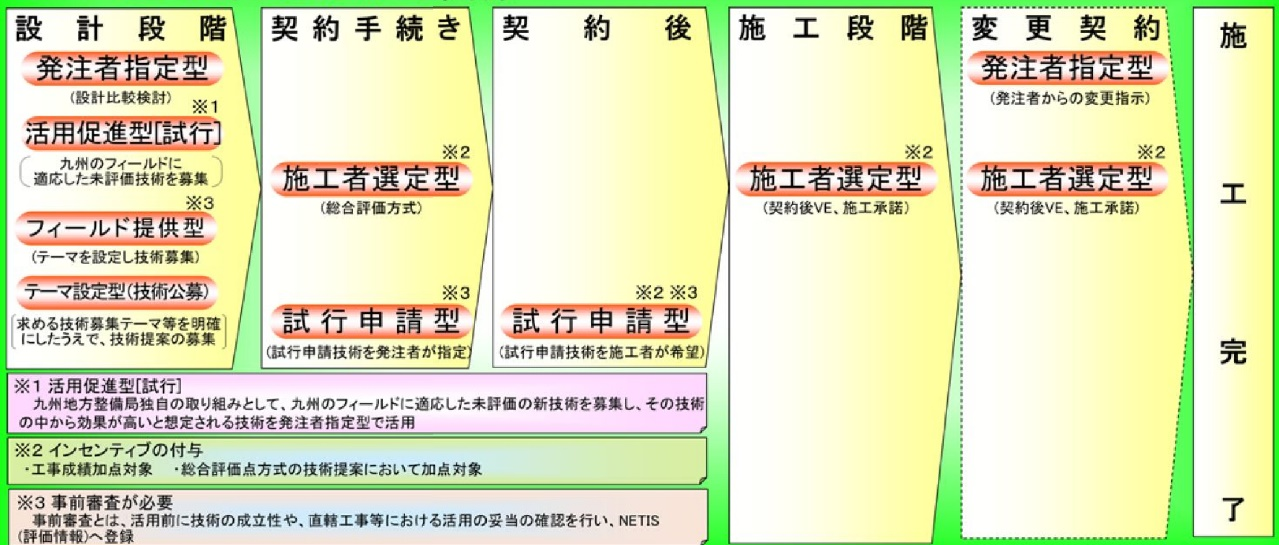 設計段階
発注者指定型
(設計比較検討)
※1
活用促進型[試行]
九州のフィールドに
適応した未評価技術を募集
※3
フィールド提供型
(テーマを設定し技術募集)
テーマ設定型(技術公募)
求める技術募集テーマ等を明確
にしたうえで、技術提案の募集
契約手続き
※2
施工者選定型
(総合評価方式)
※3
試行申請型
(試行申請技術を発注者が指定)
契約後
※2 ※3
試行申請型
(試行申請技術を施工者が希望)
施工段階
※2
施工者選定型
(契約後VE、施工承諾)
変更契約
発注者指定型
(発注者からの変更指示)
※2
施工者選定型
(契約後VE、施工承諾)
施工完了
※1 活用促進型[試行]
九州地方整備局独自の取り組みとして、九州のフィールドに適応した未評価の新技術を募集し、その技術
の中から効果が高いと想定される技術を発注者指定型で活用
※2 インセンティブの付与
・工事成績加点対象 ・総合評価点方式の技術提案において加点対象
※3 事前審査が必要
事前審査とは、活用前に技術の成立性や、直轄工事等における活用の妥当の確認を行い、NETIS
(評価情報)へ登録